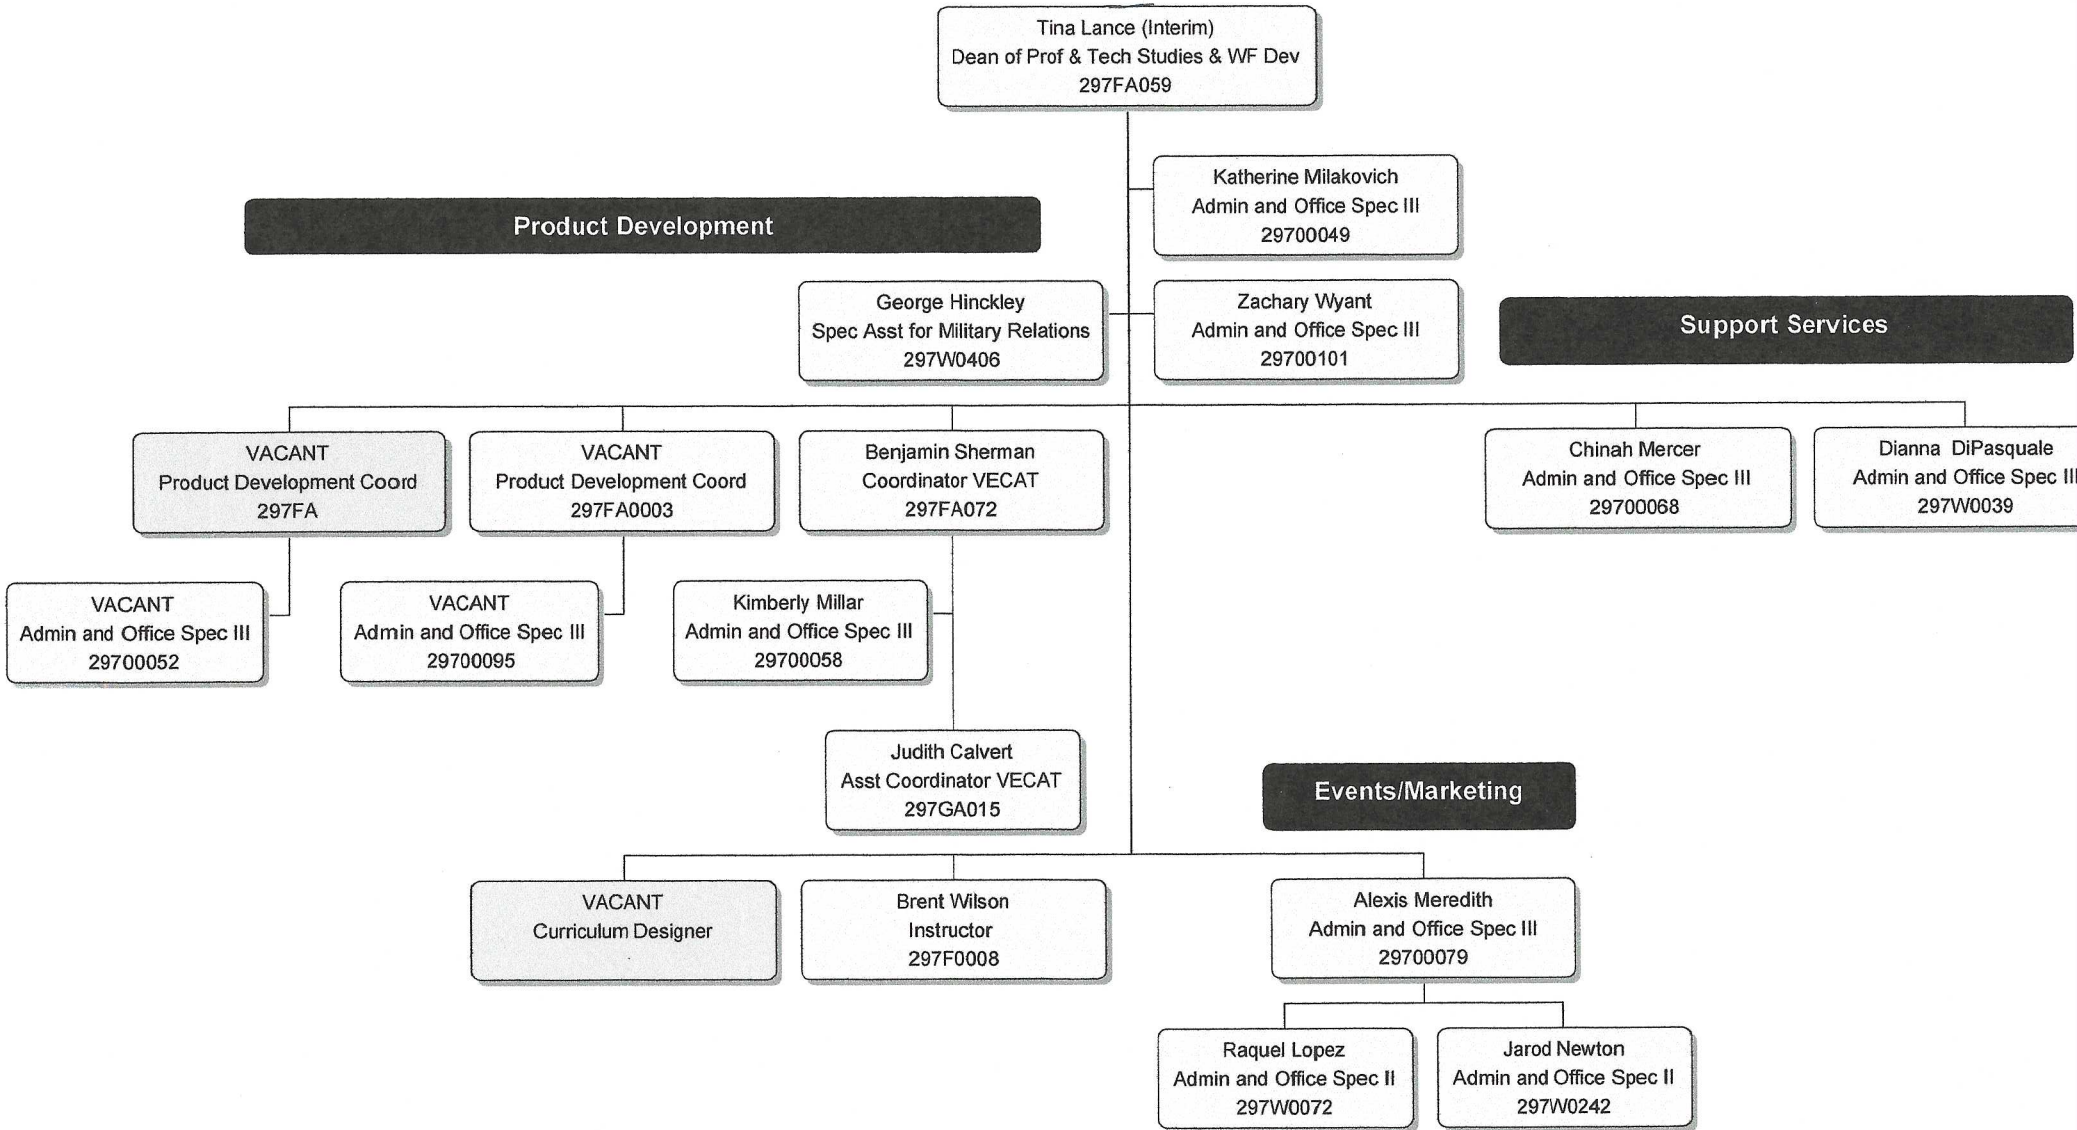 Tina Lance (Interim)
Dean of Prof & Tech Studies & WF Dev
297FA059
Katherine Milakovich
Admin and Office Spec III
29700049
Product Development
George Hinckley
Spec Asst for Military Relations
297W0406
Zachary Wyant
Admin and Office Spec III
29700101
Support Services
VACANT
Product Development Coord
297FA
VACANT
Product Development Coord
297FA0003
Benjamin Sherman
Coordinator VECAT
297FA072
Chinah Mercer
Admin and Office Spec III
29700068
Dianna DiPasquale
Admin and Office Spec III
297W0039
VACANT
Admin and Office Spec III
29700052
VACANT
Admin and Office Spec III
29700095
Kimberly Millar
Admin and Office Spec III
29700058
Judith Calvert
Asst Coordinator VECAT
297GA015
Events/Marketing
VACANT
Curriculum Designer
Brent Wilson
Instructor
297F0008
Alexis Meredith
Admin and Office Spec III
29700079
Raquel Lopez
Admin and Office Spec II
297W0072
Jarod Newton
Admin and Office Spec II
297W0242